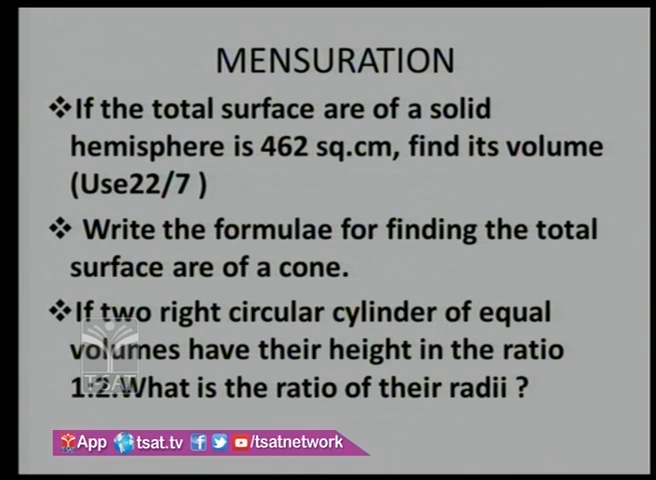 MENSURATION
❖If the total surface are of a solid
hemisphere is 462 sq.cm, find its volume
(Use22/7 )
❖ Write the formulae for finding the total
surface are of a cone.
❖If two right circular cylinder of equal
volumes have their height in the ratio
1:2.What is the ratio of their radii ?
TSAT
App tsat.tv /tsatnetwork